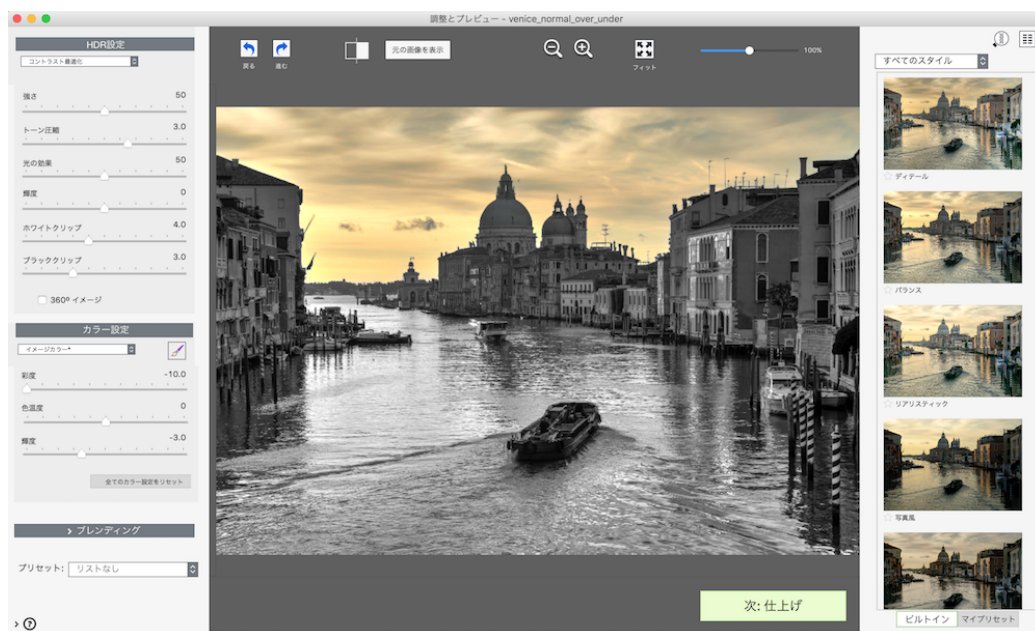 調整とプレビュー - venice_normal_over_under
HDR設定
コントラスト最適化
強さ 50
トーン圧縮 3.0
光の効果 50
輝度 0
ホワイトクリップ 4.0
ブラッククリップ 3.0
360º イメージ
カラー設定
イメージカラー*
彩度 -10.0
色温度 0
輝度 -3.0
全てのカラー設定をリセット
ブレンディング
プリセット: リストなし
戻る
進む
元の画像を表示
フィット
100%
次: 仕上げ
すべてのスタイル
ディテール
バランス
リアリスティック
写真風
ビルトイン
マイプリセット